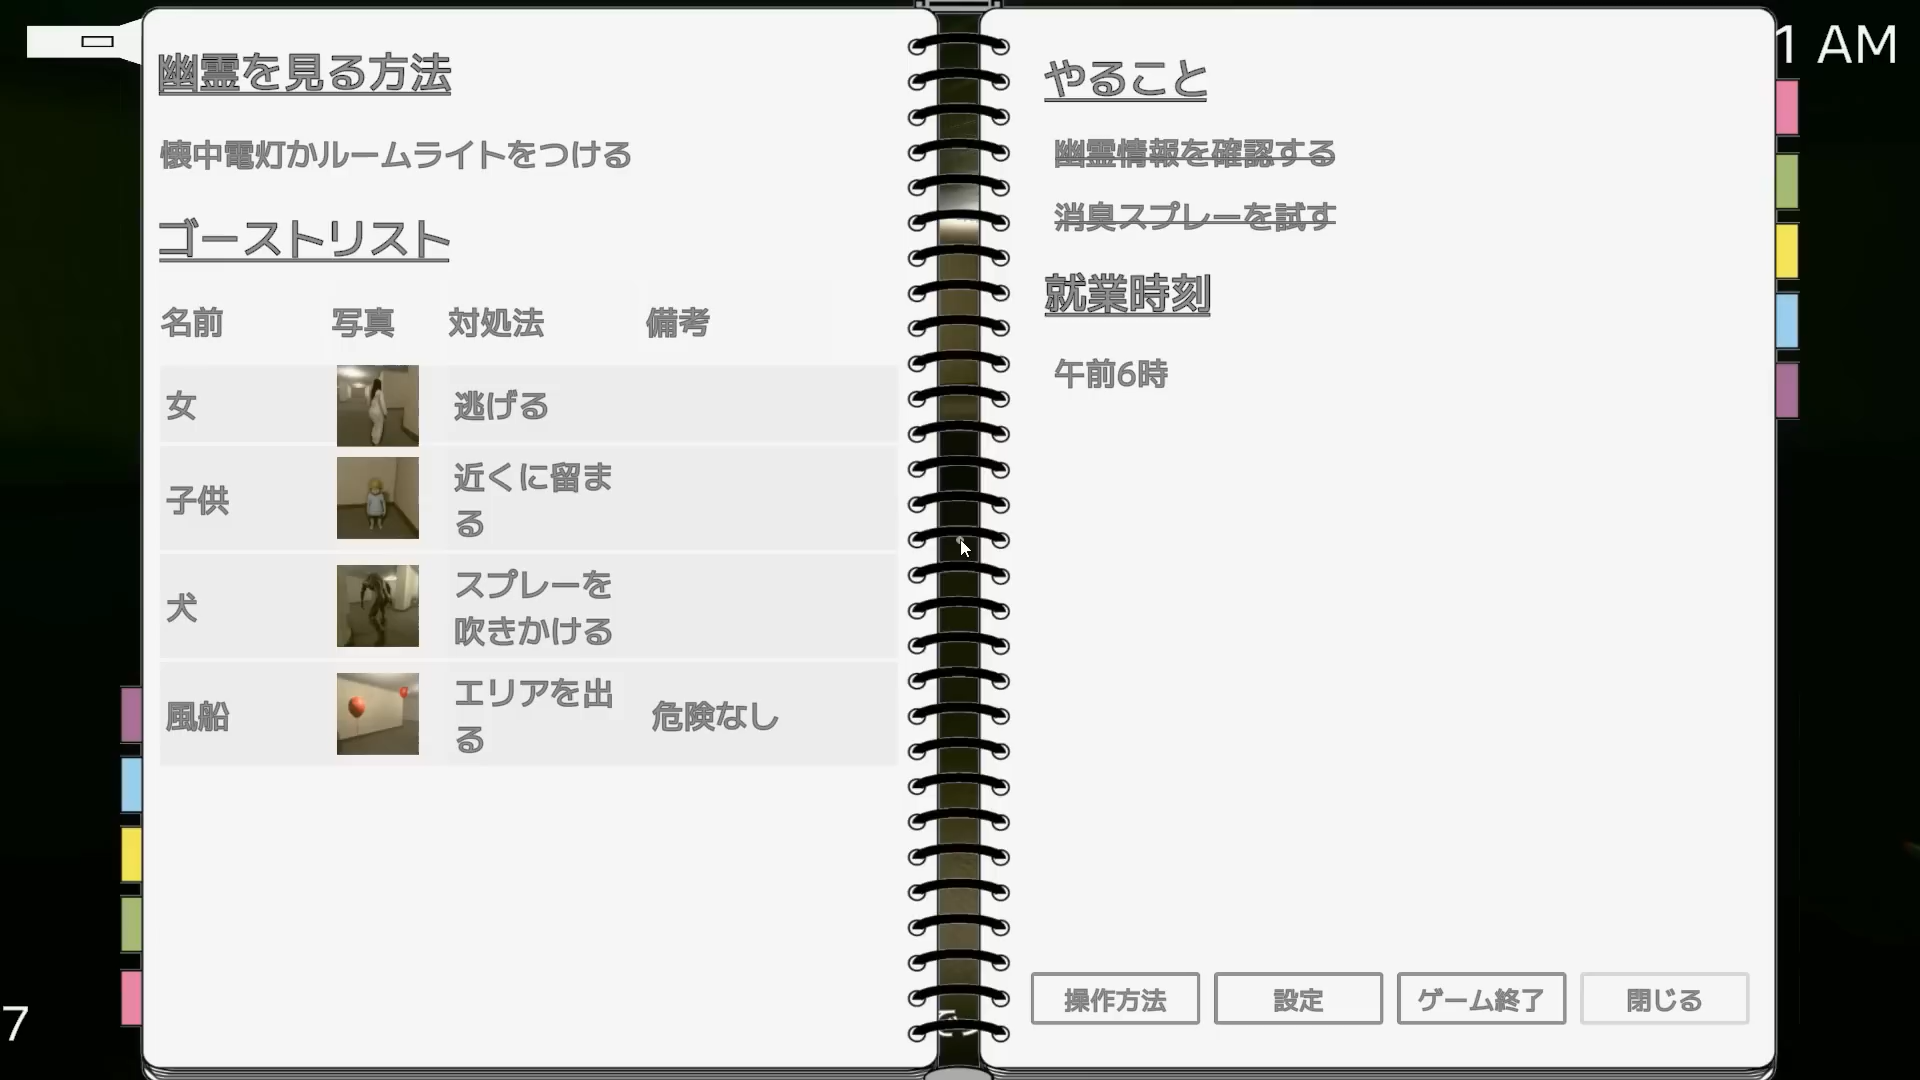 幽霊を見る方法
懐中電灯かルームライトをつける
ゴーストリスト
名前 写真 対処法 備考
女 逃げる
子供 近くに留ま
る
犬 スプレーを
吹きかける
風船 エリアを出
る 危険なし
やること
幽霊情報を確認する
消臭スプレーを試す
就業時刻
午前6時
操作方法 設定 ゲーム終了 閉じる
1 AM
7